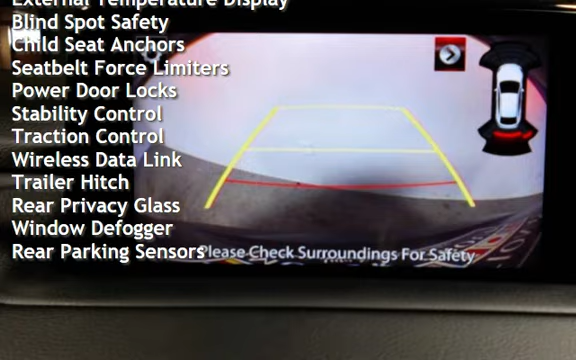 External Temperature Display
Blind Spot Safety
Child Seat Anchors
Seatbelt Force Limiters
Power Door Locks
Stability Control
Traction Control
Wireless Data Link
Trailer Hitch
Rear Privacy Glass
Window Defogger
Rear Parking Sensors
Please Check Surroundings For Safety